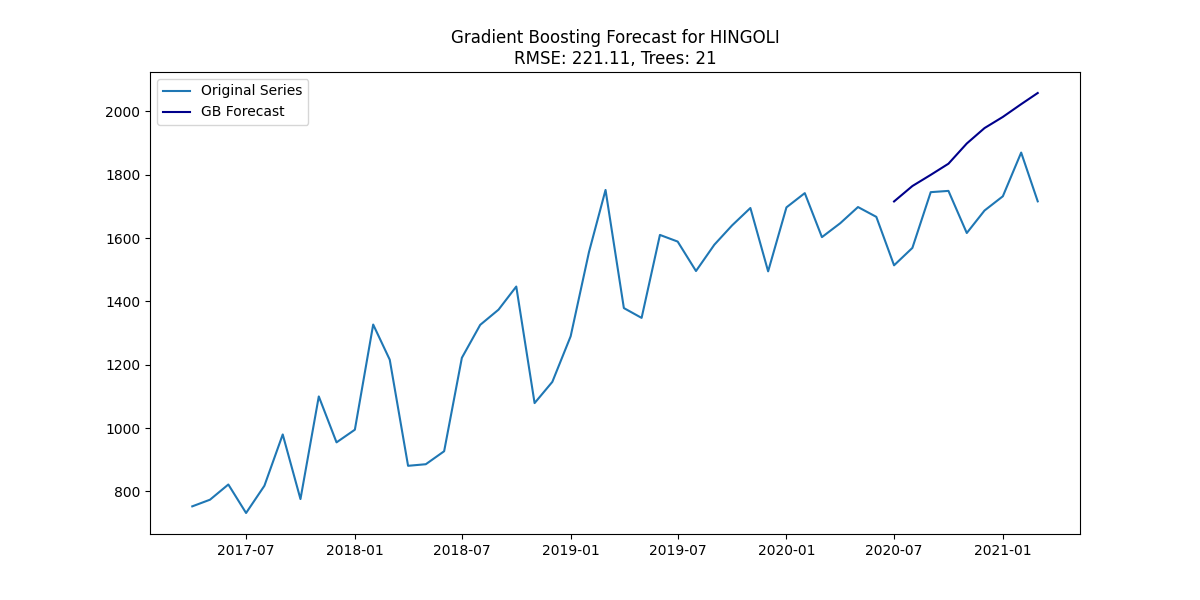 Gradient Boosting Forecast for HINGOLI
RMSE: 221.11, Trees: 21
Original Series
GB Forecast
2000
1800
1600
1400
1200
1000
800
2017-07 2018-01 2018-07 2019-01 2019-07 2020-01 2020-07 2021-01